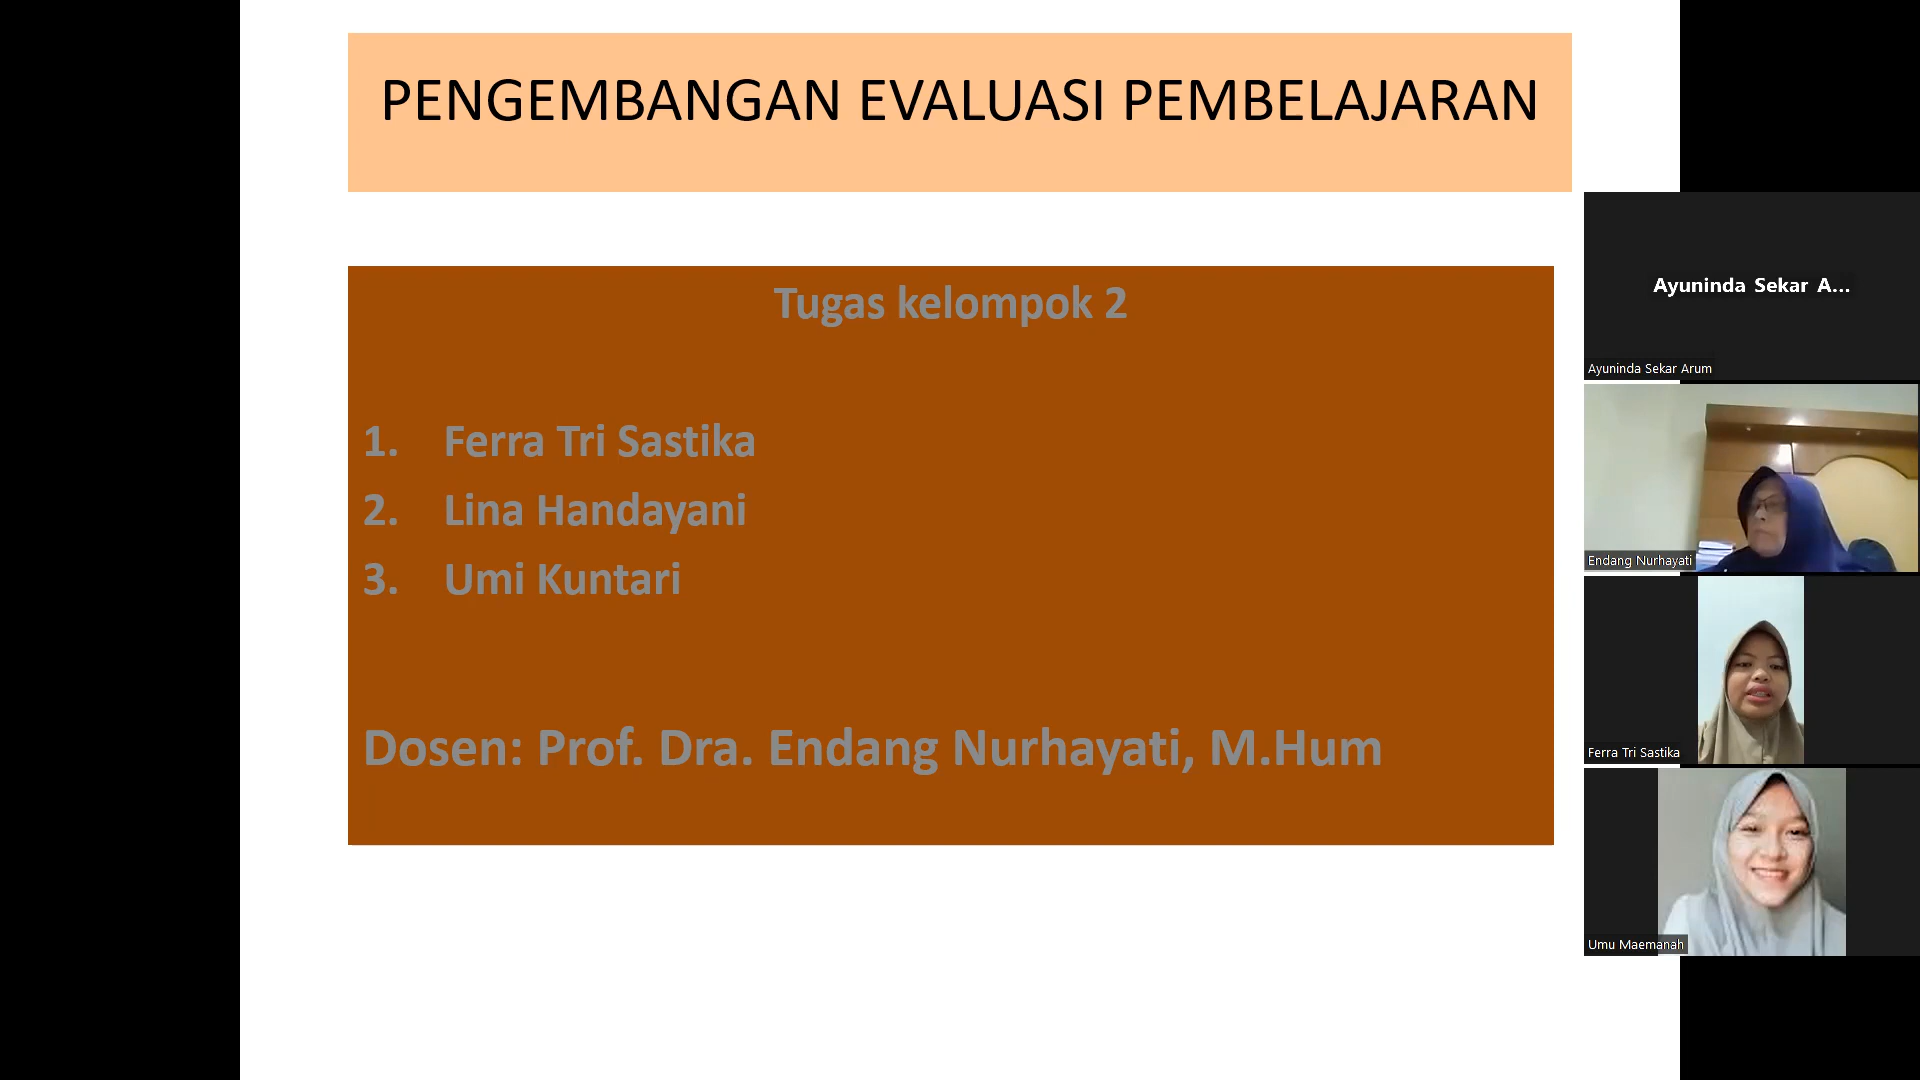 PENGEMBANGAN EVALUASI PEMBELAJARAN
Tugas kelompok 2
1. Ferra Tri Sastika
2. Lina Handayani
3. Umi Kuntari
Dosen: Prof. Dra. Endang Nurhayati, M.Hum
Ayuninda Sekar A...
Ayuninda Sekar Arum
Endang Nurhayati
Ferra Tri Sastika
Umu Maemanah